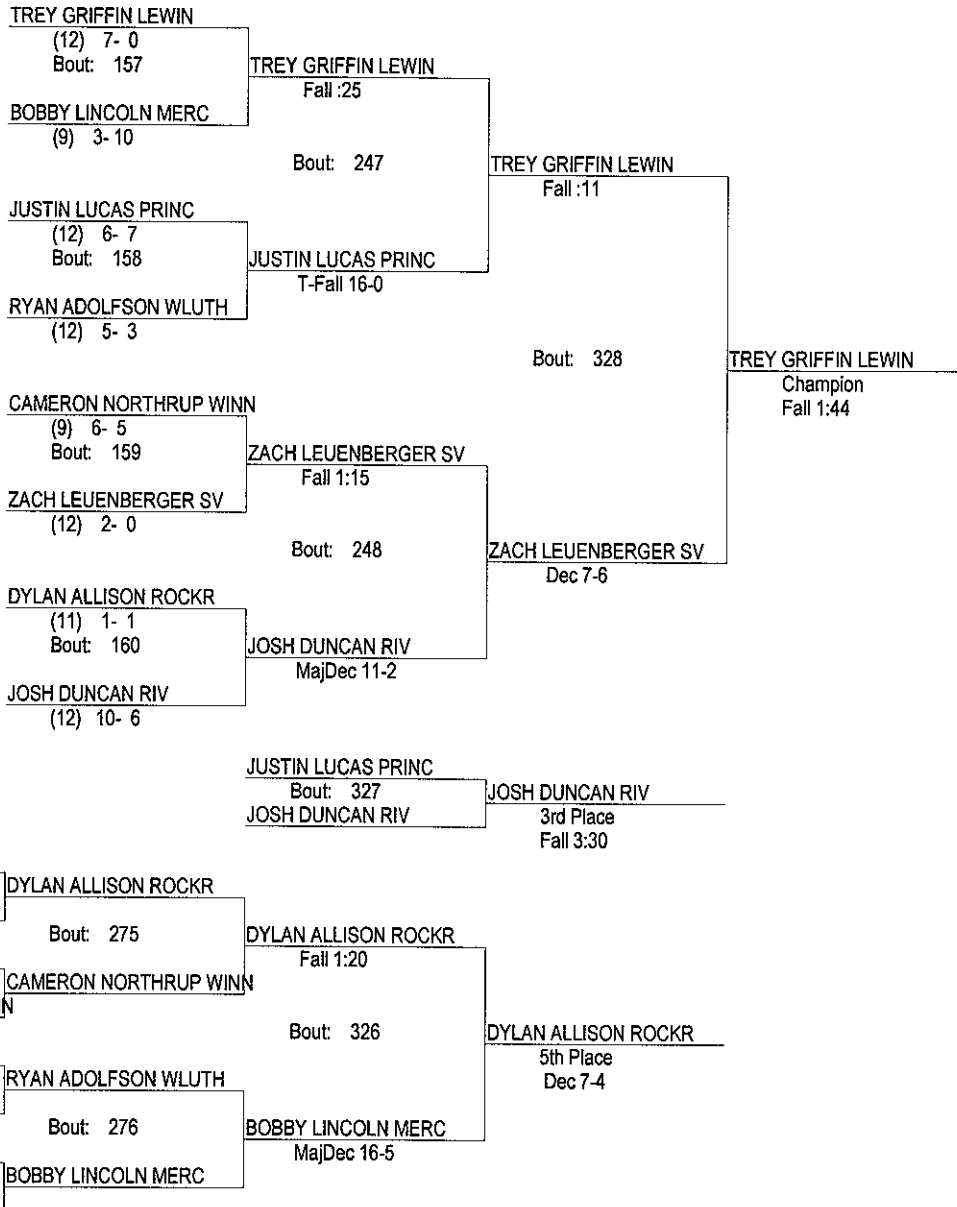 TREY GRIFFIN LEWIN
(12) 7- 0
Bout: 157
BOBBY LINCOLN MERC
(9) 3- 10
TREY GRIFFIN LEWIN
Fall :25
Bout: 247
JUSTIN LUCAS PRINC
(12) 6- 7
Bout: 158
RYAN ADOLFSON WLUTH
(12) 5- 3
JUSTIN LUCAS PRINC
T-Fall 16-0
TREY GRIFFIN LEWIN
Fall :11
Bout: 328
CAMERON NORTHRUP WINN
(9) 6- 5
Bout: 159
ZACH LEUENBERGER SV
(12) 2- 0
ZACH LEUENBERGER SV
Fall 1:15
Bout: 248
DYLAN ALLISON ROCKR
(11) 1- 1
Bout: 160
JOSH DUNCAN RIV
(12) 10- 6
JOSH DUNCAN RIV
MajDec 11-2
ZACH LEUENBERGER SV
Dec 7-6
TREY GRIFFIN LEWIN
Champion
Fall 1:44
JUSTIN LUCAS PRINC
Bout: 327
JOSH DUNCAN RIV
JOSH DUNCAN RIV
3rd Place
Fall 3:30
DYLAN ALLISON ROCKR
Bout: 275
CAMERON NORTHRUP WINN
N
DYLAN ALLISON ROCKR
Fall 1:20
Bout: 326
RYAN ADOLFSON WLUTH
Bout: 276
BOBBY LINCOLN MERC
BOBBY LINCOLN MERC
MajDec 16-5
DYLAN ALLISON ROCKR
5th Place
Dec 7-4